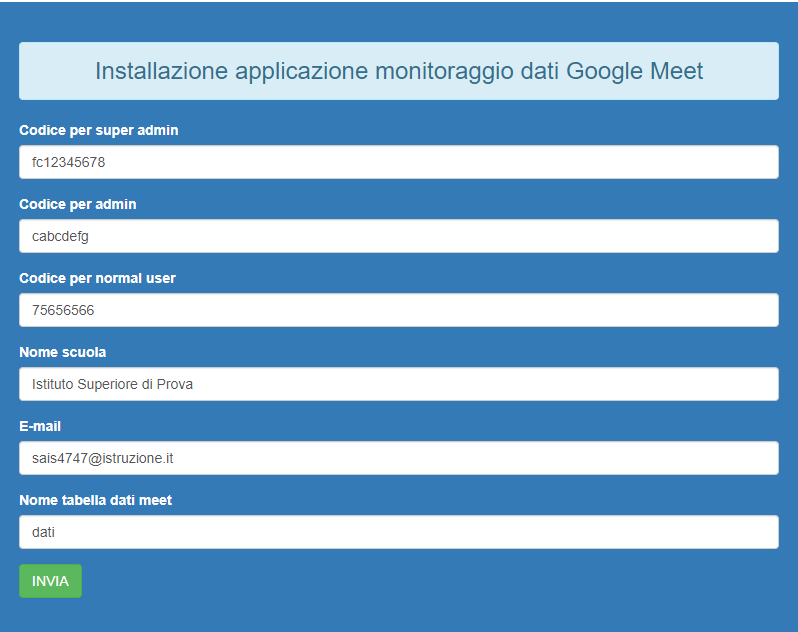 Installazione applicazione monitoraggio dati Google Meet
Codice per super admin
fc12345678
Codice per admin
cabcdefg
Codice per normal user
75656566
Nome scuola
Istituto Superiore di Prova
E-mail
sais4747@istruzione.it
Nome tabella dati meet
dati
INVIA